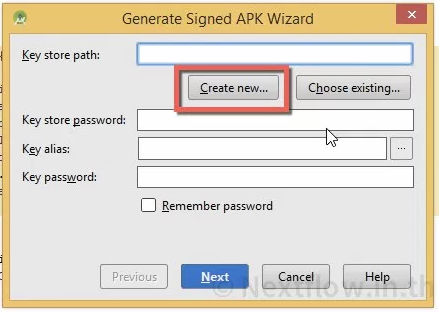 Generate Signed APK Wizard
Key store path:
Create new...
Choose existing...
Key store password:
Key alias:
...
Key password:
Remember password
Previous
Next
Cancel
Help
© Nextflow.in.th